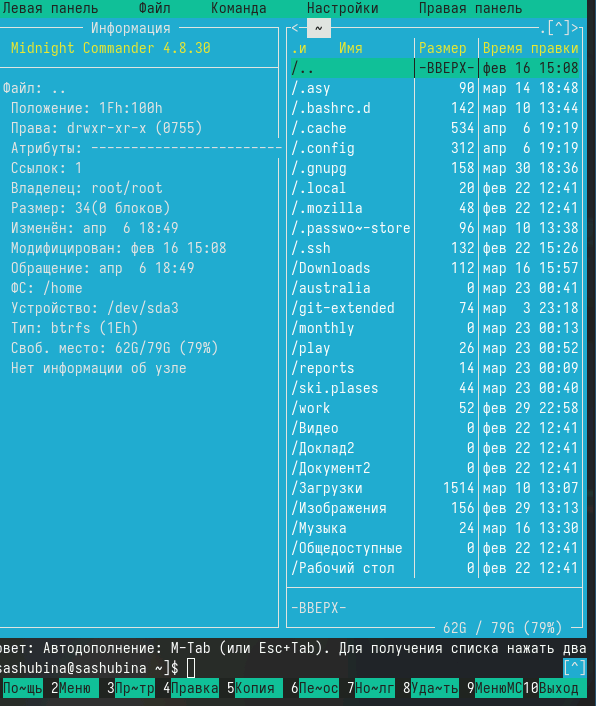 Левая панель Файл Команда Настройки Правая панель
Информация
Midnight Commander 4.8.30
Файл: ..
Положение: 1Fh:100h
Права: drwxr-xr-x (0755)
Атрибуты: ------------------------
Ссылок: 1
Владелец: root/root
Размер: 34(0 блоков)
Изменён: апр  6 18:49
Модифицирован: фев 16 15:08
Обращение: апр  6 18:49
ФС: /home
Устройство: /dev/sda3
Тип: btrfs (1Eh)
Своб. место: 62G/79G (79%)
Нет информации об узле
<- ~ .[^]>
.и Имя Размер Время правки
/.. -ВВЕРХ- фев 16 15:08
/.asy 90 мар 14 18:48
/.bashrc.d 142 мар 10 13:44
/.cache 534 апр  6 19:19
/.config 312 апр  6 19:19
/.gnupg 158 мар 30 18:36
/.local 20 фев 22 12:41
/.mozilla 48 фев 22 12:41
/.passwo~-store 96 мар 10 13:38
/.ssh 132 фев 22 15:26
/Downloads 112 мар 16 15:57
/australia 0 мар 23 00:41
/git-extended 74 мар  3 23:18
/monthly 0 мар 23 00:13
/play 26 мар 23 00:52
/reports 14 мар 23 00:09
/ski.plases 44 мар 23 00:40
/work 52 фев 29 22:58
/Видео 0 фев 22 12:41
/Доклад2 0 фев 22 12:41
/Документ2 0 фев 22 12:41
/Загрузки 1514 мар 10 13:07
/Изображения 156 фев 29 13:13
/Музыка 24 мар 16 13:30
/Общедоступные 0 фев 22 12:41
/Рабочий стол 0 фев 22 12:41
-ВВЕРХ-
62G / 79G (79%)
овет: Автодополнение: M-Tab (или Esc+Tab). Для получения списка нажать два
sashubina@sashubina ~]$ [^]
По~щь 2Меню 3Пр~тр 4Правка 5Копия 6Пе~ос 7Но~лг 8Уда~ть 9МенюMC 10Выход